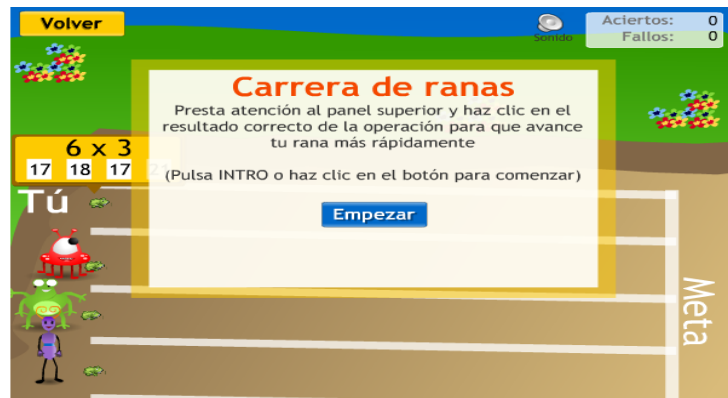 Volver
Sonido
Aciertos: 0
Fallos: 0
Carrera de ranas
Presta atención al panel superior y haz clic en el
resultado correcto de la operación para que avance
tu rana más rápidamente
(Pulsa INTRO o haz clic en el botón para comenzar)
Empezar
6 x 3
17 18 17 21
Tú
Meta